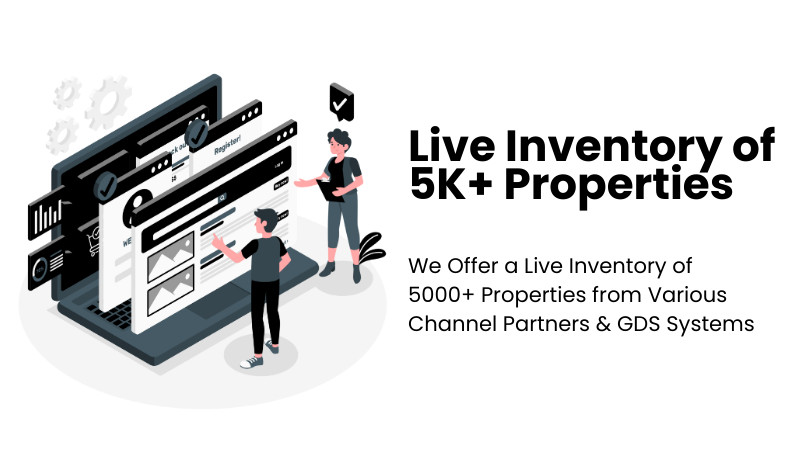 Register!
Live Inventory of
5K+ Properties
We Offer a Live Inventory of
5000+ Properties from Various
Channel Partners & GDS Systems